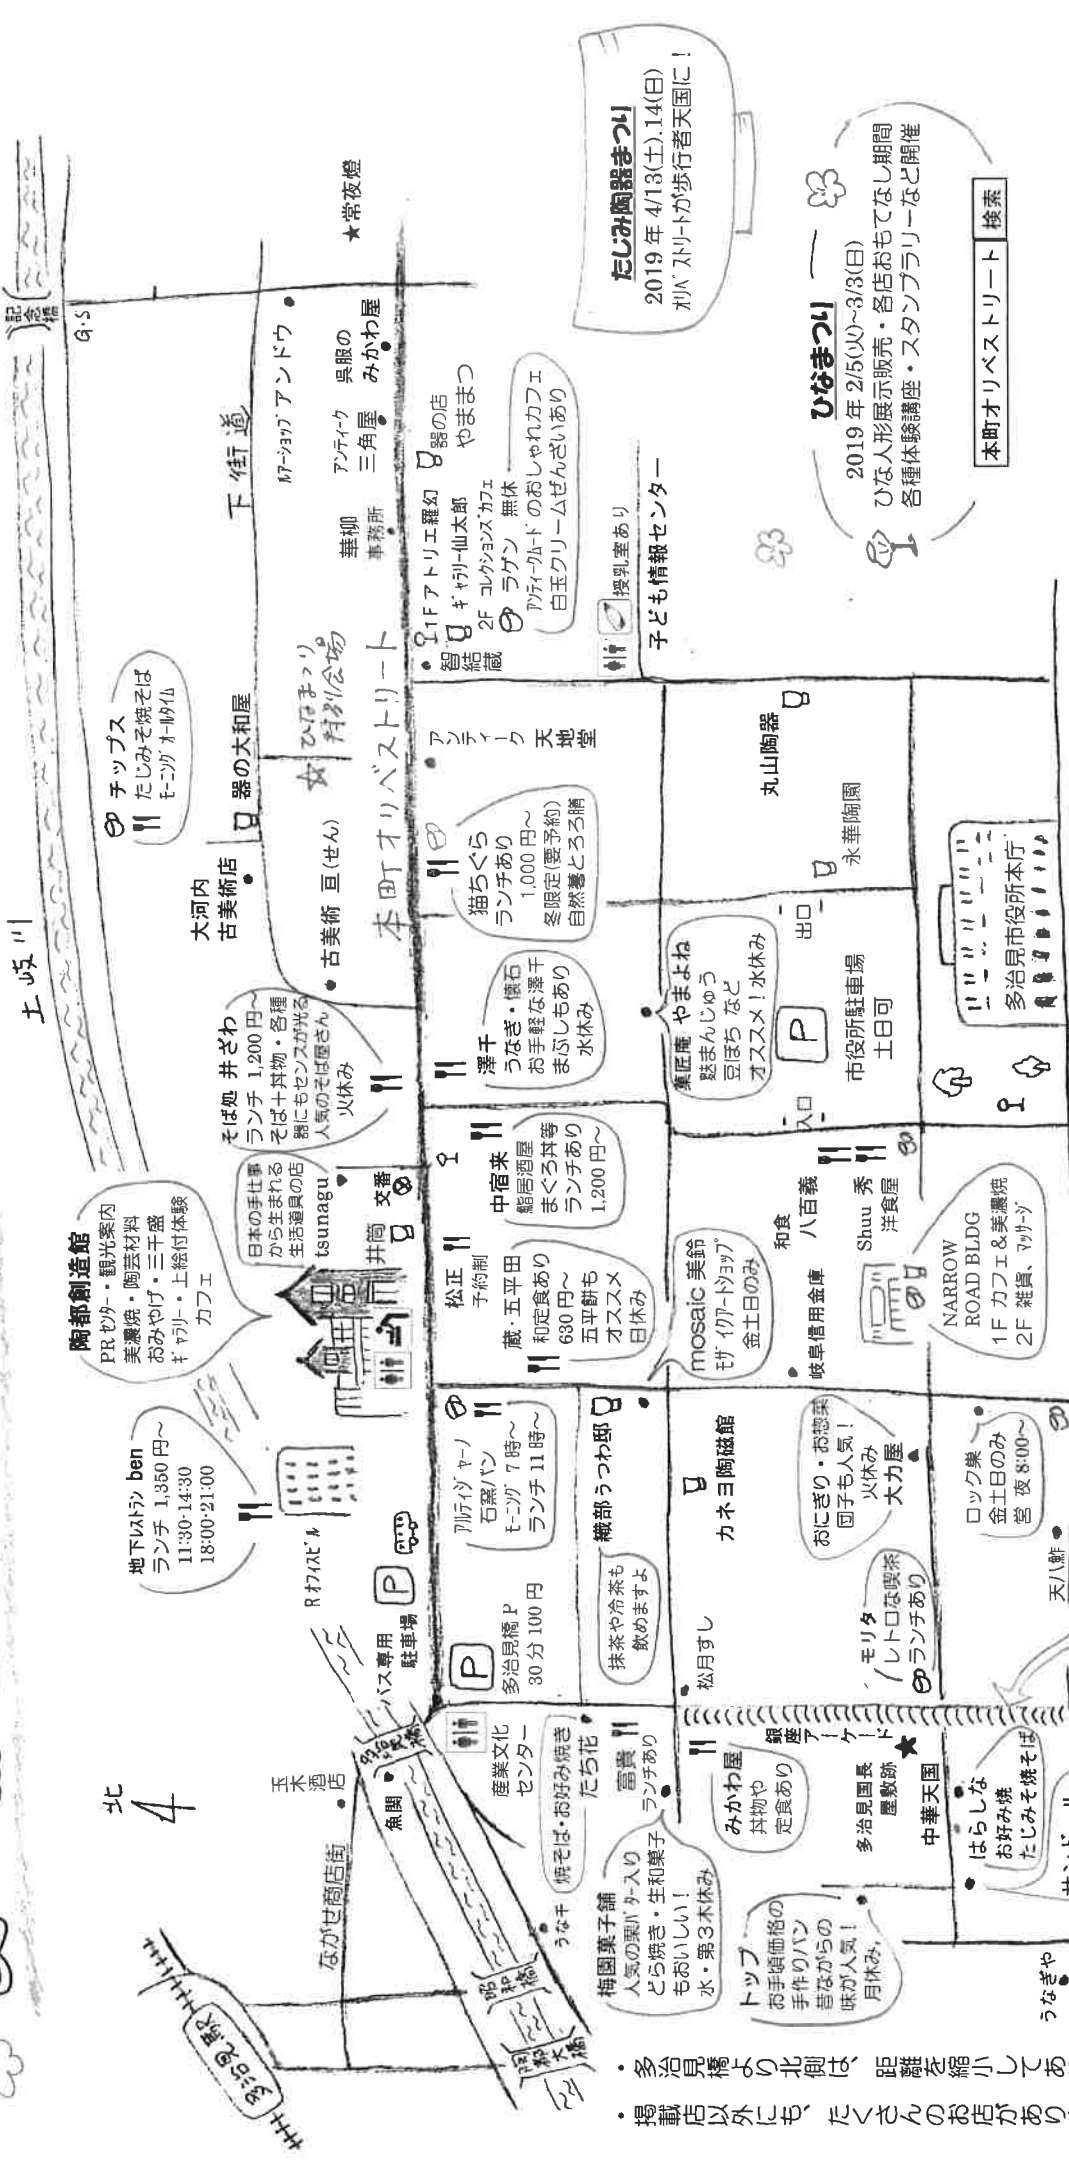 北
4
多治見駅
ながせ商店街
玉木酒店
魚関
陶都大橋
昭和橋
多治見橋
土岐川
記念橋
G・S
地下レストラン ben
ランチ 1,350 円~
11:30-14:30
18:00-21:00
Rオフィスビル
バス専用
駐車場
P
陶都創造館
PR センター・観光案内
美濃焼・陶芸材料
おみやげ・三千盛
ギャラリー・上絵付体験
カフェ
日本の手仕事
から生まれる
生活道具の店
tsunagu
井筒
交番
そば処 井ざわ
ランチ 1,200 円~
そば+丼物・各種
器にもセンスが光る
人気のそば屋さん
火休み
大河内
古美術店
器の大和屋
チップス
たじみそ焼そば
モーニング オールタイム
古美術 亘(せん)
ひなまつり
特別会場
下街道
ルアーショップ アンドウ
華柳
事務所
アンティーク
三角屋
呉服の
みかわ屋
★常夜燈
本町オリベストリート
産業文化
センター
P
多治見橋 P
30 分 100 円
アルティジャーノ
石窯パン
モーニング 7 時~
ランチ 11 時~
松正
予約制
蔵・五平田
和定食あり
630 円~
五平餅も
オススメ
日休み
中宿来
鮨居酒屋
まぐろ丼等
ランチあり
1,200 円~
澤千
うなぎ・懐石
お手軽な澤千
まぶしもあり
水休み
猫ちぐら
ランチあり
1,000 円~
冬限定(要予約)
自然薯とろろ膳
アンティーク
天地堂
智結蔵
1F アトリエ羅幻
ギャラリー仙太郎
2F コレクションズカフェ
ラゲン 無休
アンティークムードのおしゃれカフェ
白玉クリームぜんざいあり
器の店
やままつ
授乳室あり
子ども情報センター
たじみ陶器まつり
2019 年 4/13(土).14(日)
オリベストリートが歩行者天国に!
うな千
焼そば・お好み焼き
たち花
富貴
ランチあり
梅園菓子舗
人気の栗バター入り
どら焼き・生和菓子
もおいしい!
水・第3木休み
抹茶や冷茶も
飲めますよ
織部うつわ邸
mosaic 美鈴
モザイクアートショップ
金土日のみ
菓匠庵 やまよね
麩まんじゅう
豆ぼち など
オススメ!水休み
松月すし
カネヨ陶磁館
みかわ屋
丼物や
定食あり
トップ
お手頃価格の
手作りパン
昔ながらの
味が人気!
月休み
銀座アーケード
多治見国長
屋敷跡
中華天国
モリタ
レトロな喫茶
ランチあり
おにぎり・お惣菜
団子も人気!
火休み
大力屋
岐阜信用金庫
和食
八百義
Shuu 秀
洋食屋
入口
P
出口
市役所駐車場
土日可
永華陶園
丸山陶器
多治見市役所本庁
NARROW
ROAD BLDG
1F カフェ&美濃焼
2F 雑貨、マッサージ
ロック巣
金土日のみ
営 夜 8:00~
天八鮓
はらしな
お好み焼
たじみそ焼そば
うなぎや
ひなまつり
2019 年 2/5(火)~3/3(日)
ひな人形展示販売・各店おもてなし期間
各種体験講座・スタンプラリーなど開催
本町オリベストリート 検索
・多治見橋より北側は、距離を縮小してあ
・掲載店以外にも、たくさんのお店があり